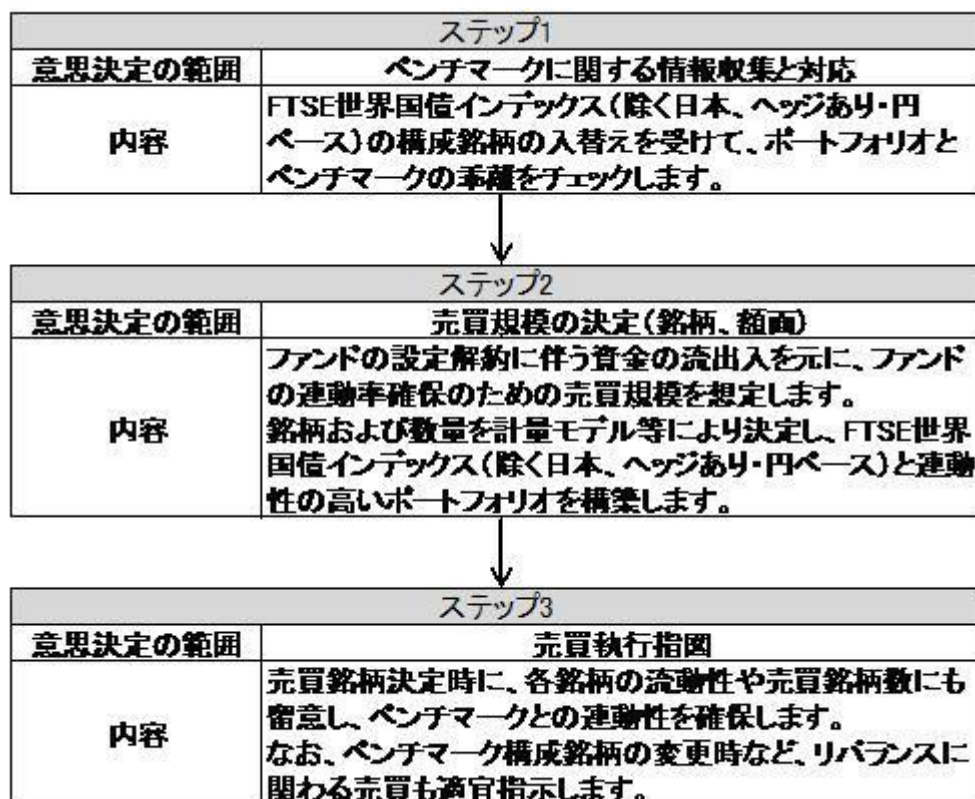 ステップ1
意思決定の範囲 ベンチマークに関する情報収集と対応
FTSE世界国債インデックス(除く日本、ヘッジあり・円
内容 ベース)の構成銘柄の入替えを受けて、ポートフォリオと
ベンチマークの乖離をチェックします。
ステップ2
意思決定の範囲 売買規模の決定(銘柄、額面)
ファンドの設定解約に伴う資金の流出入を元に、ファンド
の連動率確保のための売買規模を想定します。
内容 銘柄および数量を計量モデル等により決定し、FTSE世界
国債インデックス(除く日本、ヘッジあり・円ベース)と連動
性の高いポートフォリオを構築します。
ステップ3
意思決定の範囲 売買執行指図
売買銘柄決定時に、各銘柄の流動性や売買銘柄数にも
留意し、ベンチマークとの連動性を確保します。
内容 なお、ベンチマーク構成銘柄の変更時など、リバランスに
関わる売買も適宜指示します。